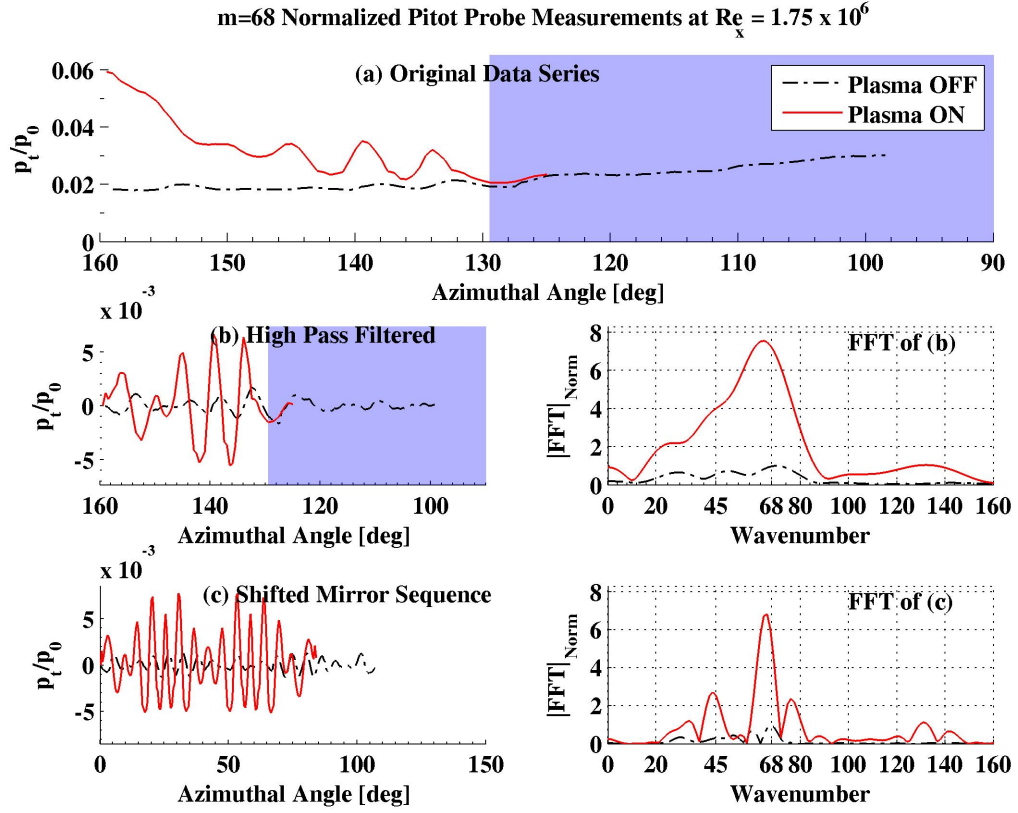 m=68 Normalized Pitot Probe Measurements at Re_x = 1.75 x 10^6
(a) Original Data Series
Plasma OFF
Plasma ON
p_t/p_0
0.06
0.04
0.02
0
160 150 140 130 120 110 100 90
Azimuthal Angle [deg]
x 10^-3
(b) High Pass Filtered
p_t/p_0
5
0
-5
160 140 120 100
Azimuthal Angle [deg]
FFT of (b)
|FFT|_Norm
8
6
4
2
0
0 20 45 68 80 100 120 140 160
Wavenumber
x 10^-3
(c) Shifted Mirror Sequence
p_t/p_0
5
0
-5
0 50 100 150
Azimuthal Angle [deg]
FFT of (c)
|FFT|_Norm
8
6
4
2
0
0 20 45 68 80 100 120 140 160
Wavenumber